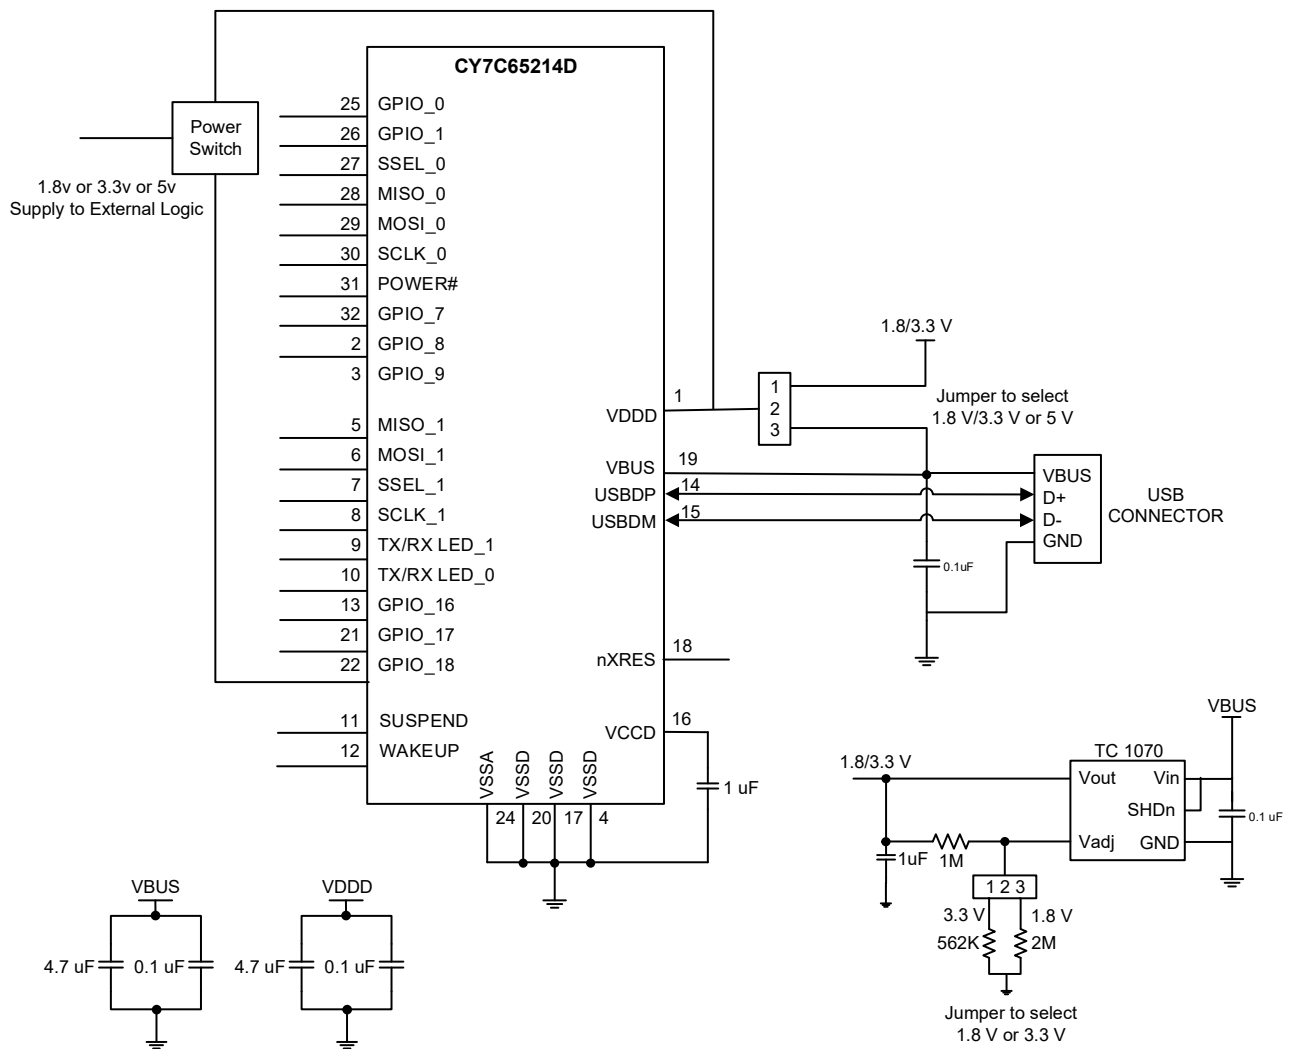 CY7C65214D
Power
Switch
1.8v or 3.3v or 5v
Supply to External Logic
25 GPIO_0
26 GPIO_1
27 SSEL_0
28 MISO_0
29 MOSI_0
30 SCLK_0
31 POWER#
32 GPIO_7
2 GPIO_8
3 GPIO_9
5 MISO_1
6 MOSI_1
7 SSEL_1
8 SCLK_1
9 TX/RX LED_1
10 TX/RX LED_0
13 GPIO_16
21 GPIO_17
22 GPIO_18
11 SUSPEND
12 WAKEUP
VSSA
VSSD
VSSD
VSSD
24 20 17 4
VDDD 1
VBUS 19
USBDP 14
USBDM 15
nXRES 18
VCCD 16
1 uF
1
2
3
1.8/3.3 V
Jumper to select
1.8 V/3.3 V or 5 V
VBUS
D+
D-
GND
USB
CONNECTOR
0.1uF
VBUS
TC 1070
1.8/3.3 V
Vout Vin
SHDn
Vadj GND
0.1 uF
1uF
1M
1 2 3
3.3 V 1.8 V
562K 2M
Jumper to select
1.8 V or 3.3 V
VBUS
4.7 uF 0.1 uF
VDDD
4.7 uF 0.1 uF